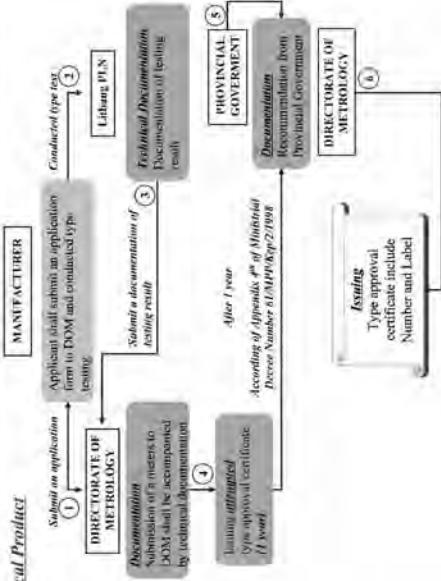 cal Product
MANUFACTURER
Applicant shall submit an application
form to DOM and conducted type
testing
Submit an application
1
Conducted type test
2
Litbang PLN
Technical Documentation
Documentation of testing
result
3
Submit a documentation of
testing result
DIRECTORATE OF
METROLOGY
Documentation
Submission of a meters to
DOM shall be accompanied
by technical documentation
4
Issuing
type approval certificate
(1 year)
After 1 year
According of Appendix 4th of Ministrial
Decree Number 61/MPP/Kep/2/1998
5
PROVINCIAL
GOVERMENT
Documentation
Recommendation from
Provincial Government
DIRECTORATE OF
METROLOGY
6
Issuing
Type approval
certificate include
Number and Label